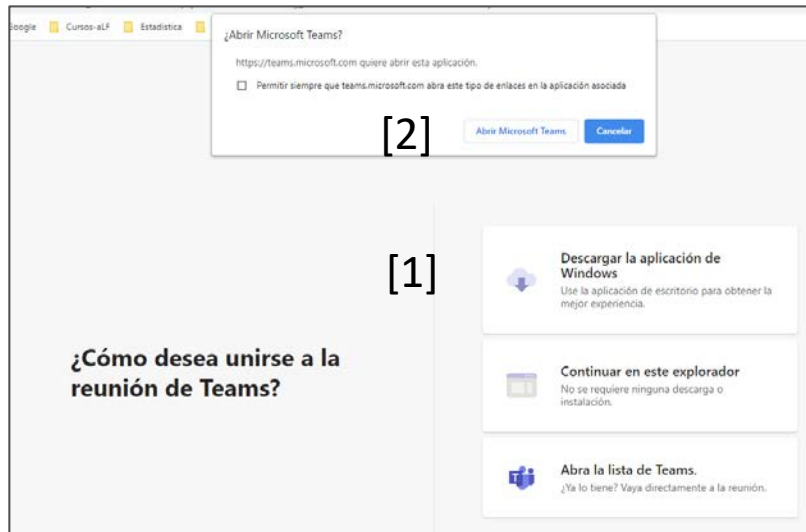 Google Cursos-aLF Estadistica
¿Abrir Microsoft Teams?
https://teams.microsoft.com quiere abrir esta aplicación.
Permitir siempre que teams.microsoft.com abra este tipo de enlaces en la aplicación asociada
[2]
Abrir Microsoft Teams Cancelar
[1]
Descargar la aplicación de
Windows
Use la aplicación de escritorio para obtener la
mejor experiencia.
¿Cómo desea unirse a la
reunión de Teams?
Continuar en este explorador
No se requiere ninguna descarga o
instalación.
Abra la lista de Teams.
¿Ya lo tiene? Vaya directamente a la reunión.